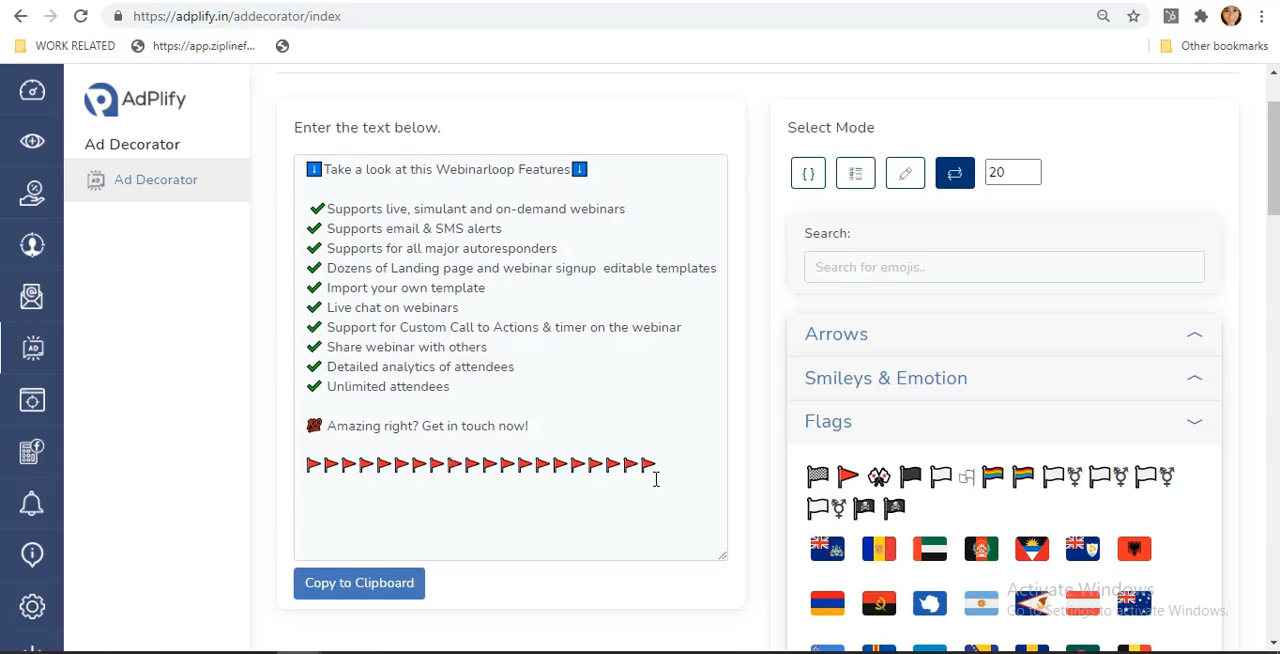 https://adplify.in/addecorator/index
WORK RELATED
https://app.ziplinef...
Other bookmarks
AdPlify
Ad Decorator
AD Ad Decorator
AD
Enter the text below.
Take a look at this Webinarloop Features
Supports live, simulant and on-demand webinars
Supports email & SMS alerts
Supports for all major autoresponders
Dozens of Landing page and webinar signup editable templates
Import your own template
Live chat on webinars
Support for Custom Call to Actions & timer on the webinar
Share webinar with others
Detailed analytics of attendees
Unlimited attendees
Amazing right? Get in touch now!
Copy to Clipboard
Select Mode
{ }
20
Search:
Search for emojis..
Arrows
Smileys & Emotion
Flags
Activate Windows
Go to Settings to activate Windows.